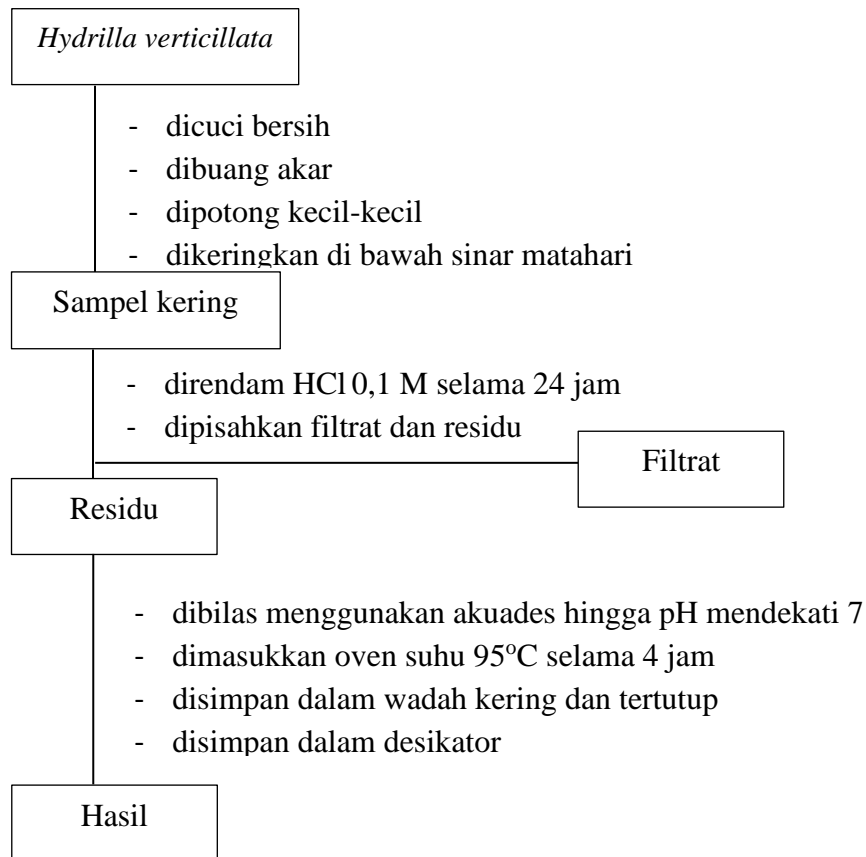 Hydrilla verticillata
- dicuci bersih
- dibuang akar
- dipotong kecil-kecil
- dikeringkan di bawah sinar matahari
Sampel kering
- direndam HCl 0,1 M selama 24 jam
- dipisahkan filtrat dan residu
Filtrat
Residu
- dibilas menggunakan akuades hingga pH mendekati 7
- dimasukkan oven suhu 95°C selama 4 jam
- disimpan dalam wadah kering dan tertutup
- disimpan dalam desikator
Hasil